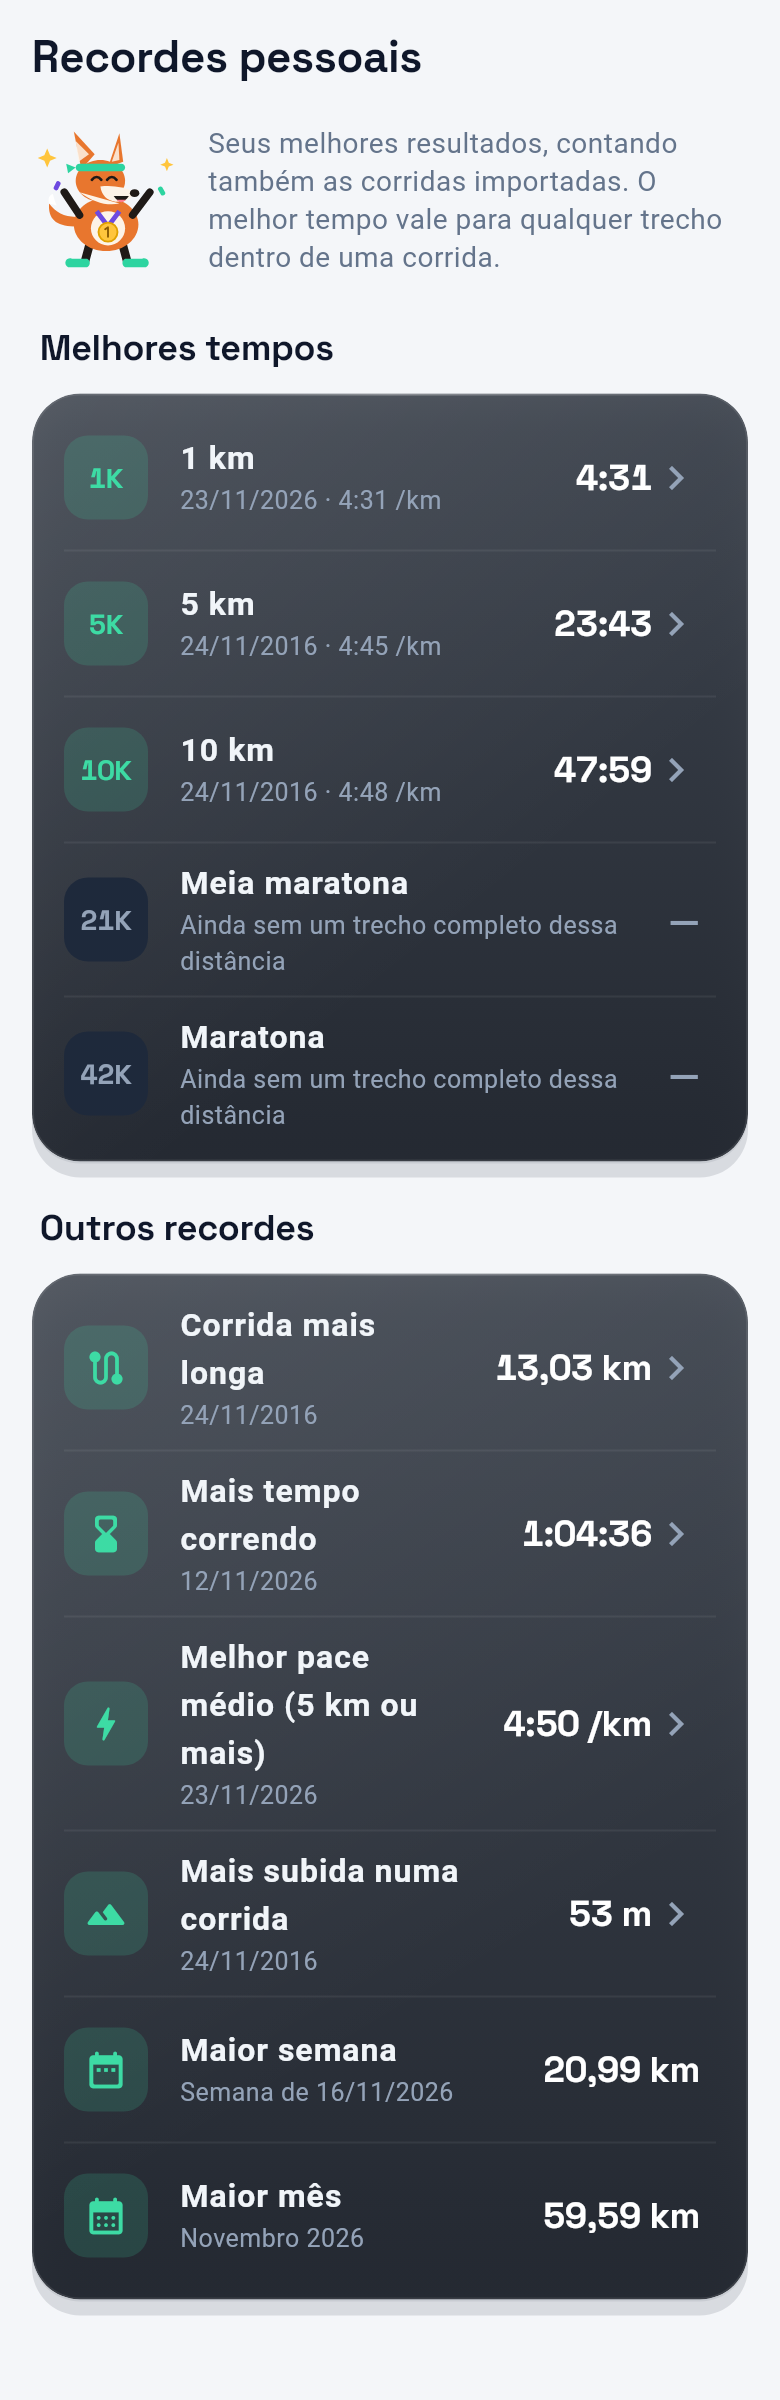 Recordes pessoais
Seus melhores resultados, contando
também as corridas importadas. O
melhor tempo vale para qualquer trecho
dentro de uma corrida.
1
Melhores tempos
1K
1 km
23/11/2026 · 4:31 /km
4:31
5K
5 km
24/11/2016 · 4:45 /km
23:43
10K
10 km
24/11/2016 · 4:48 /km
47:59
21K
Meia maratona
Ainda sem um trecho completo dessa
distância
—
42K
Maratona
Ainda sem um trecho completo dessa
distância
—
Outros recordes
Corrida mais
longa
24/11/2016
13,03 km
Mais tempo
correndo
12/11/2026
1:04:36
Melhor pace
médio (5 km ou
mais)
23/11/2026
4:50 /km
Mais subida numa
corrida
24/11/2016
53 m
Maior semana
Semana de 16/11/2026
20,99 km
Maior mês
Novembro 2026
59,59 km